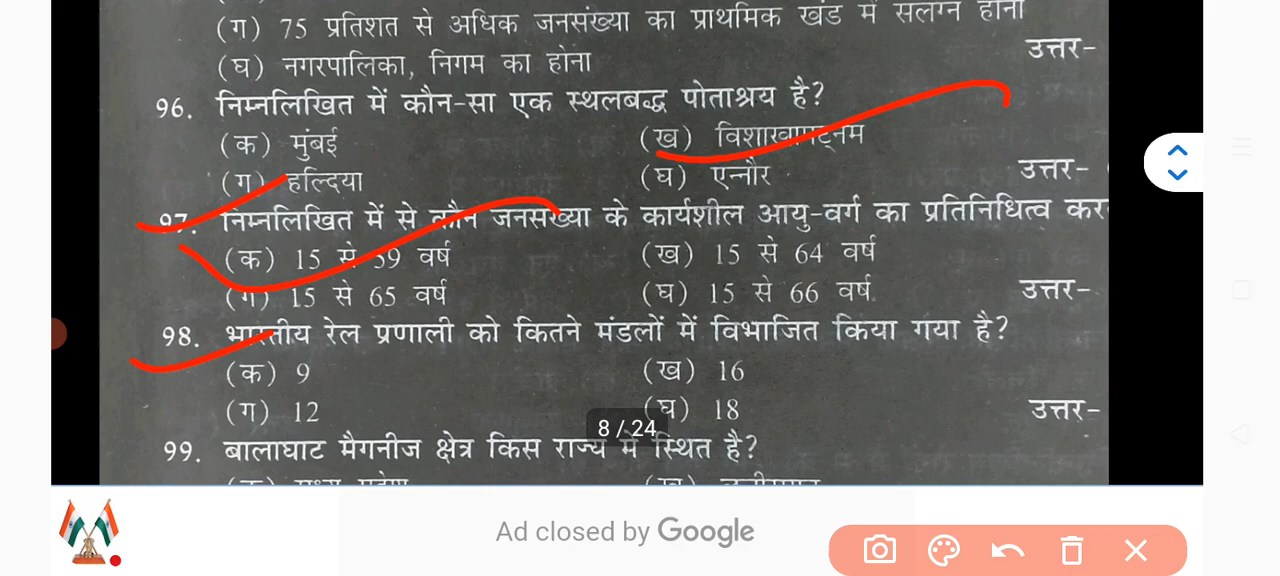 (ग) 75 प्रतिशत से अधिक जनसंख्या का प्राथमिक खंड में संलग्न होना
(घ) नगरपालिका, निगम का होना
उत्तर-
96. निम्नलिखित में कौन-सा एक स्थलबद्ध पोताश्रय है?
(क) मुंबई (ख) विशाखापट्नम
(ग) हल्दिया (घ) एन्नौर
उत्तर-
97. निम्नलिखित में से कौन जनसंख्या के कार्यशील आयु-वर्ग का प्रतिनिधित्व कर
(क) 15 से 59 वर्ष (ख) 15 से 64 वर्ष
(ग) 15 से 65 वर्ष (घ) 15 से 66 वर्ष
उत्तर-
98. भारतीय रेल प्रणाली को कितने मंडलों में विभाजित किया गया है?
(क) 9 (ख) 16
(ग) 12 (घ) 18
उत्तर-
8 / 24
99. बालाघाट मैगनीज क्षेत्र किस राज्य में स्थित है?
Ad closed by Google